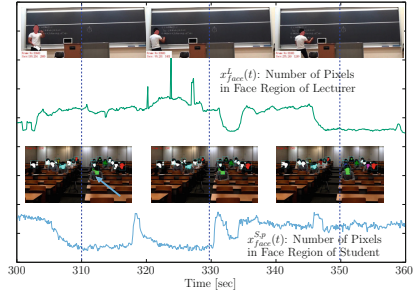 x^L_face(t): Number of Pixels
in Face Region of Lecturer
x^{S,p}_face(t): Number of Pixels
in Face Region of Student
300 310 320 330 340 350 360
Time [sec]